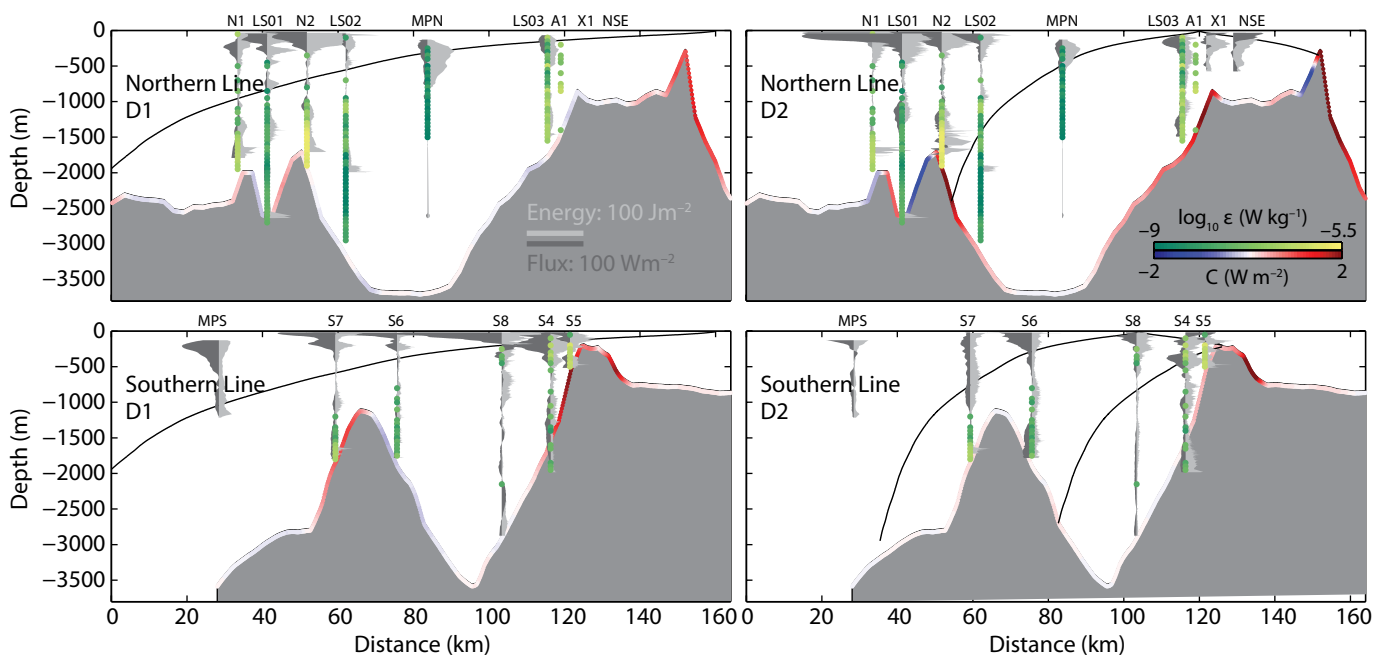 N1 LS01 N2 LS02 MPN LS03 A1 X1 NSE
N1 LS01 N2 LS02 MPN LS03 A1 X1 NSE
0
−500
−1000
−1500
−2000
−2500
−3000
−3500
Depth (m)
Northern Line
D1
Energy: 100 Jm⁻²
Flux: 100 Wm⁻²
Northern Line
D2
log₁₀ ε (W kg⁻¹)
−9 −5.5
−2 2
C (W m⁻²)
MPS S7 S6 S8 S4 S5
MPS S7 S6 S8 S4 S5
0
−500
−1000
−1500
−2000
−2500
−3000
−3500
Depth (m)
Southern Line
D1
Southern Line
D2
0 20 40 60 80 100 120 140 160
0 20 40 60 80 100 120 140 160
Distance (km)
Distance (km)